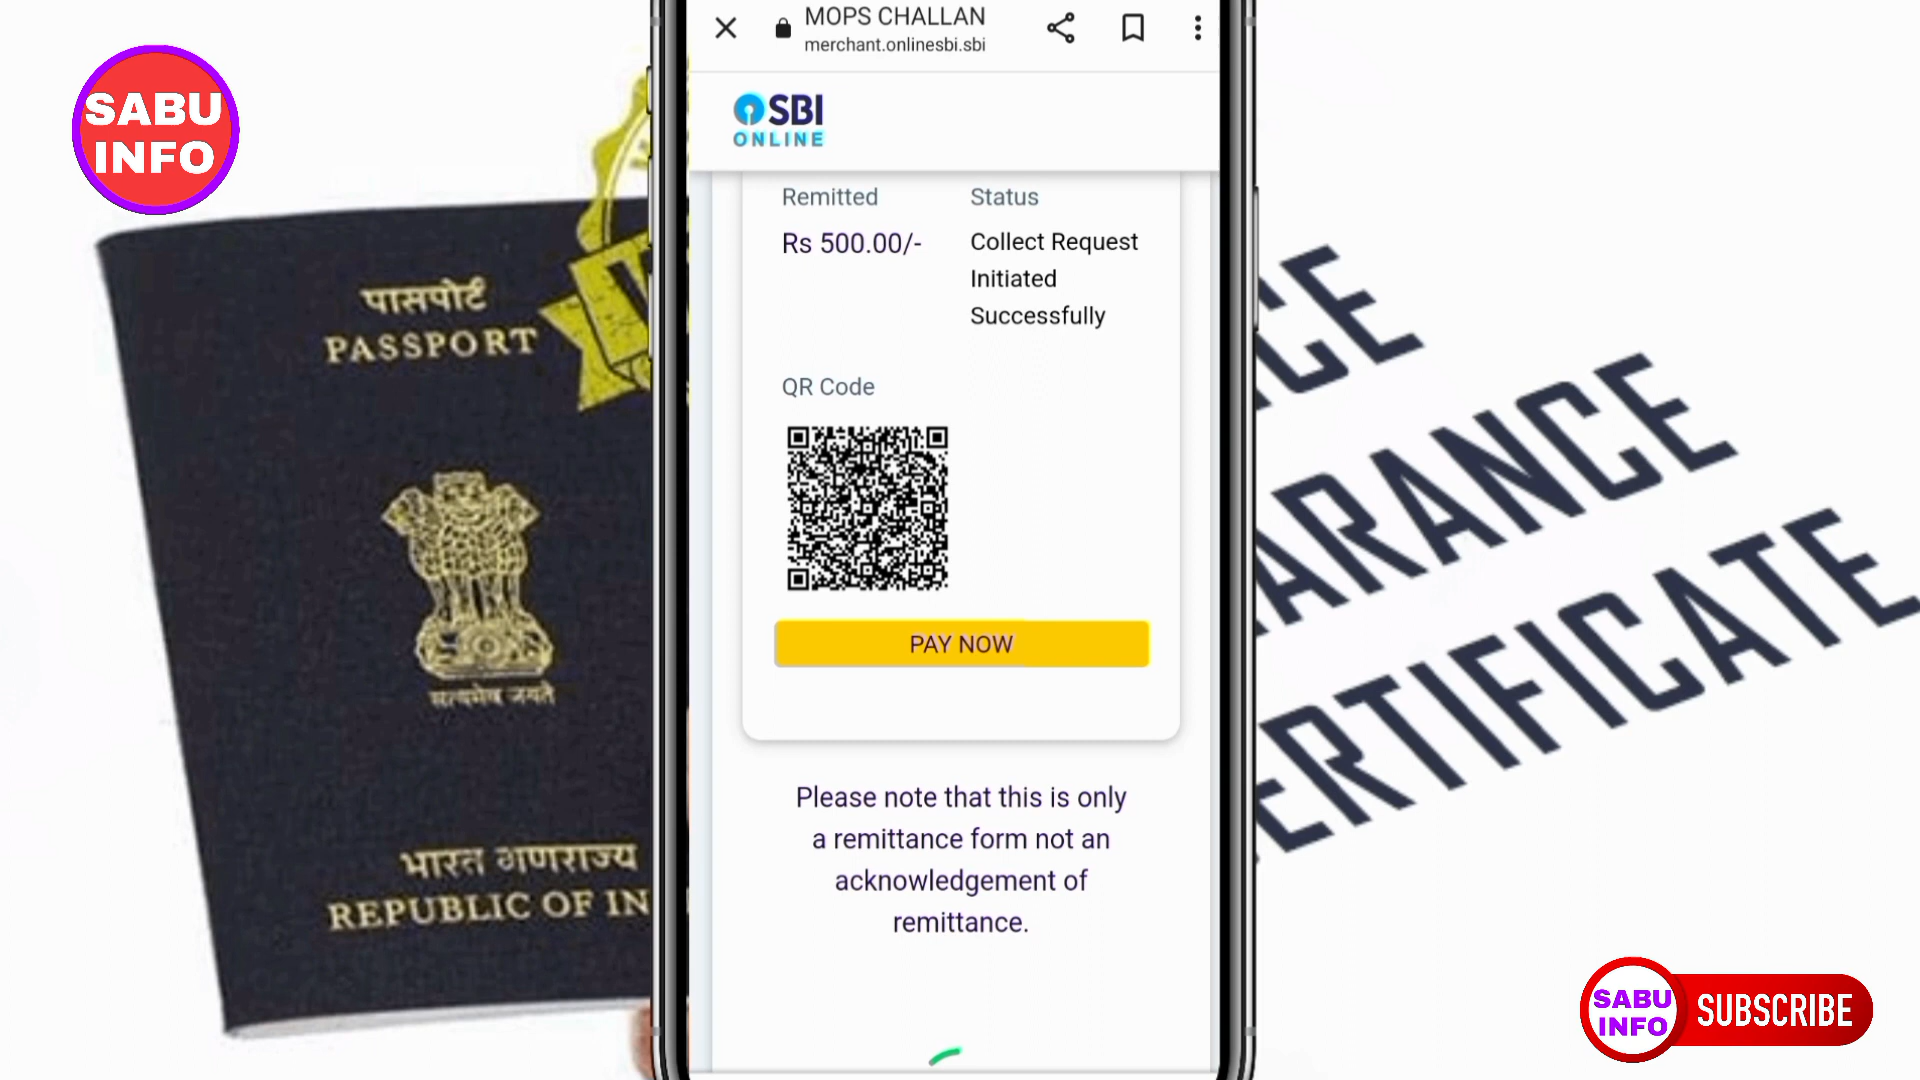 SABU
INFO
MOPS CHALLAN
merchant.onlinesbi.sbi
SBI
ONLINE
Remitted
Status
Rs 500.00/-
Collect Request
Initiated
Successfully
QR Code
PAY NOW
Please note that this is only
a remittance form not an
acknowledgement of
remittance.
पासपोर्ट
PASSPORT
सत्यमेव जयते
भारत गणराज्य
REPUBLIC OF IN
CE
ARANCE
ERTIFICATE
SABU
INFO
SUBSCRIBE